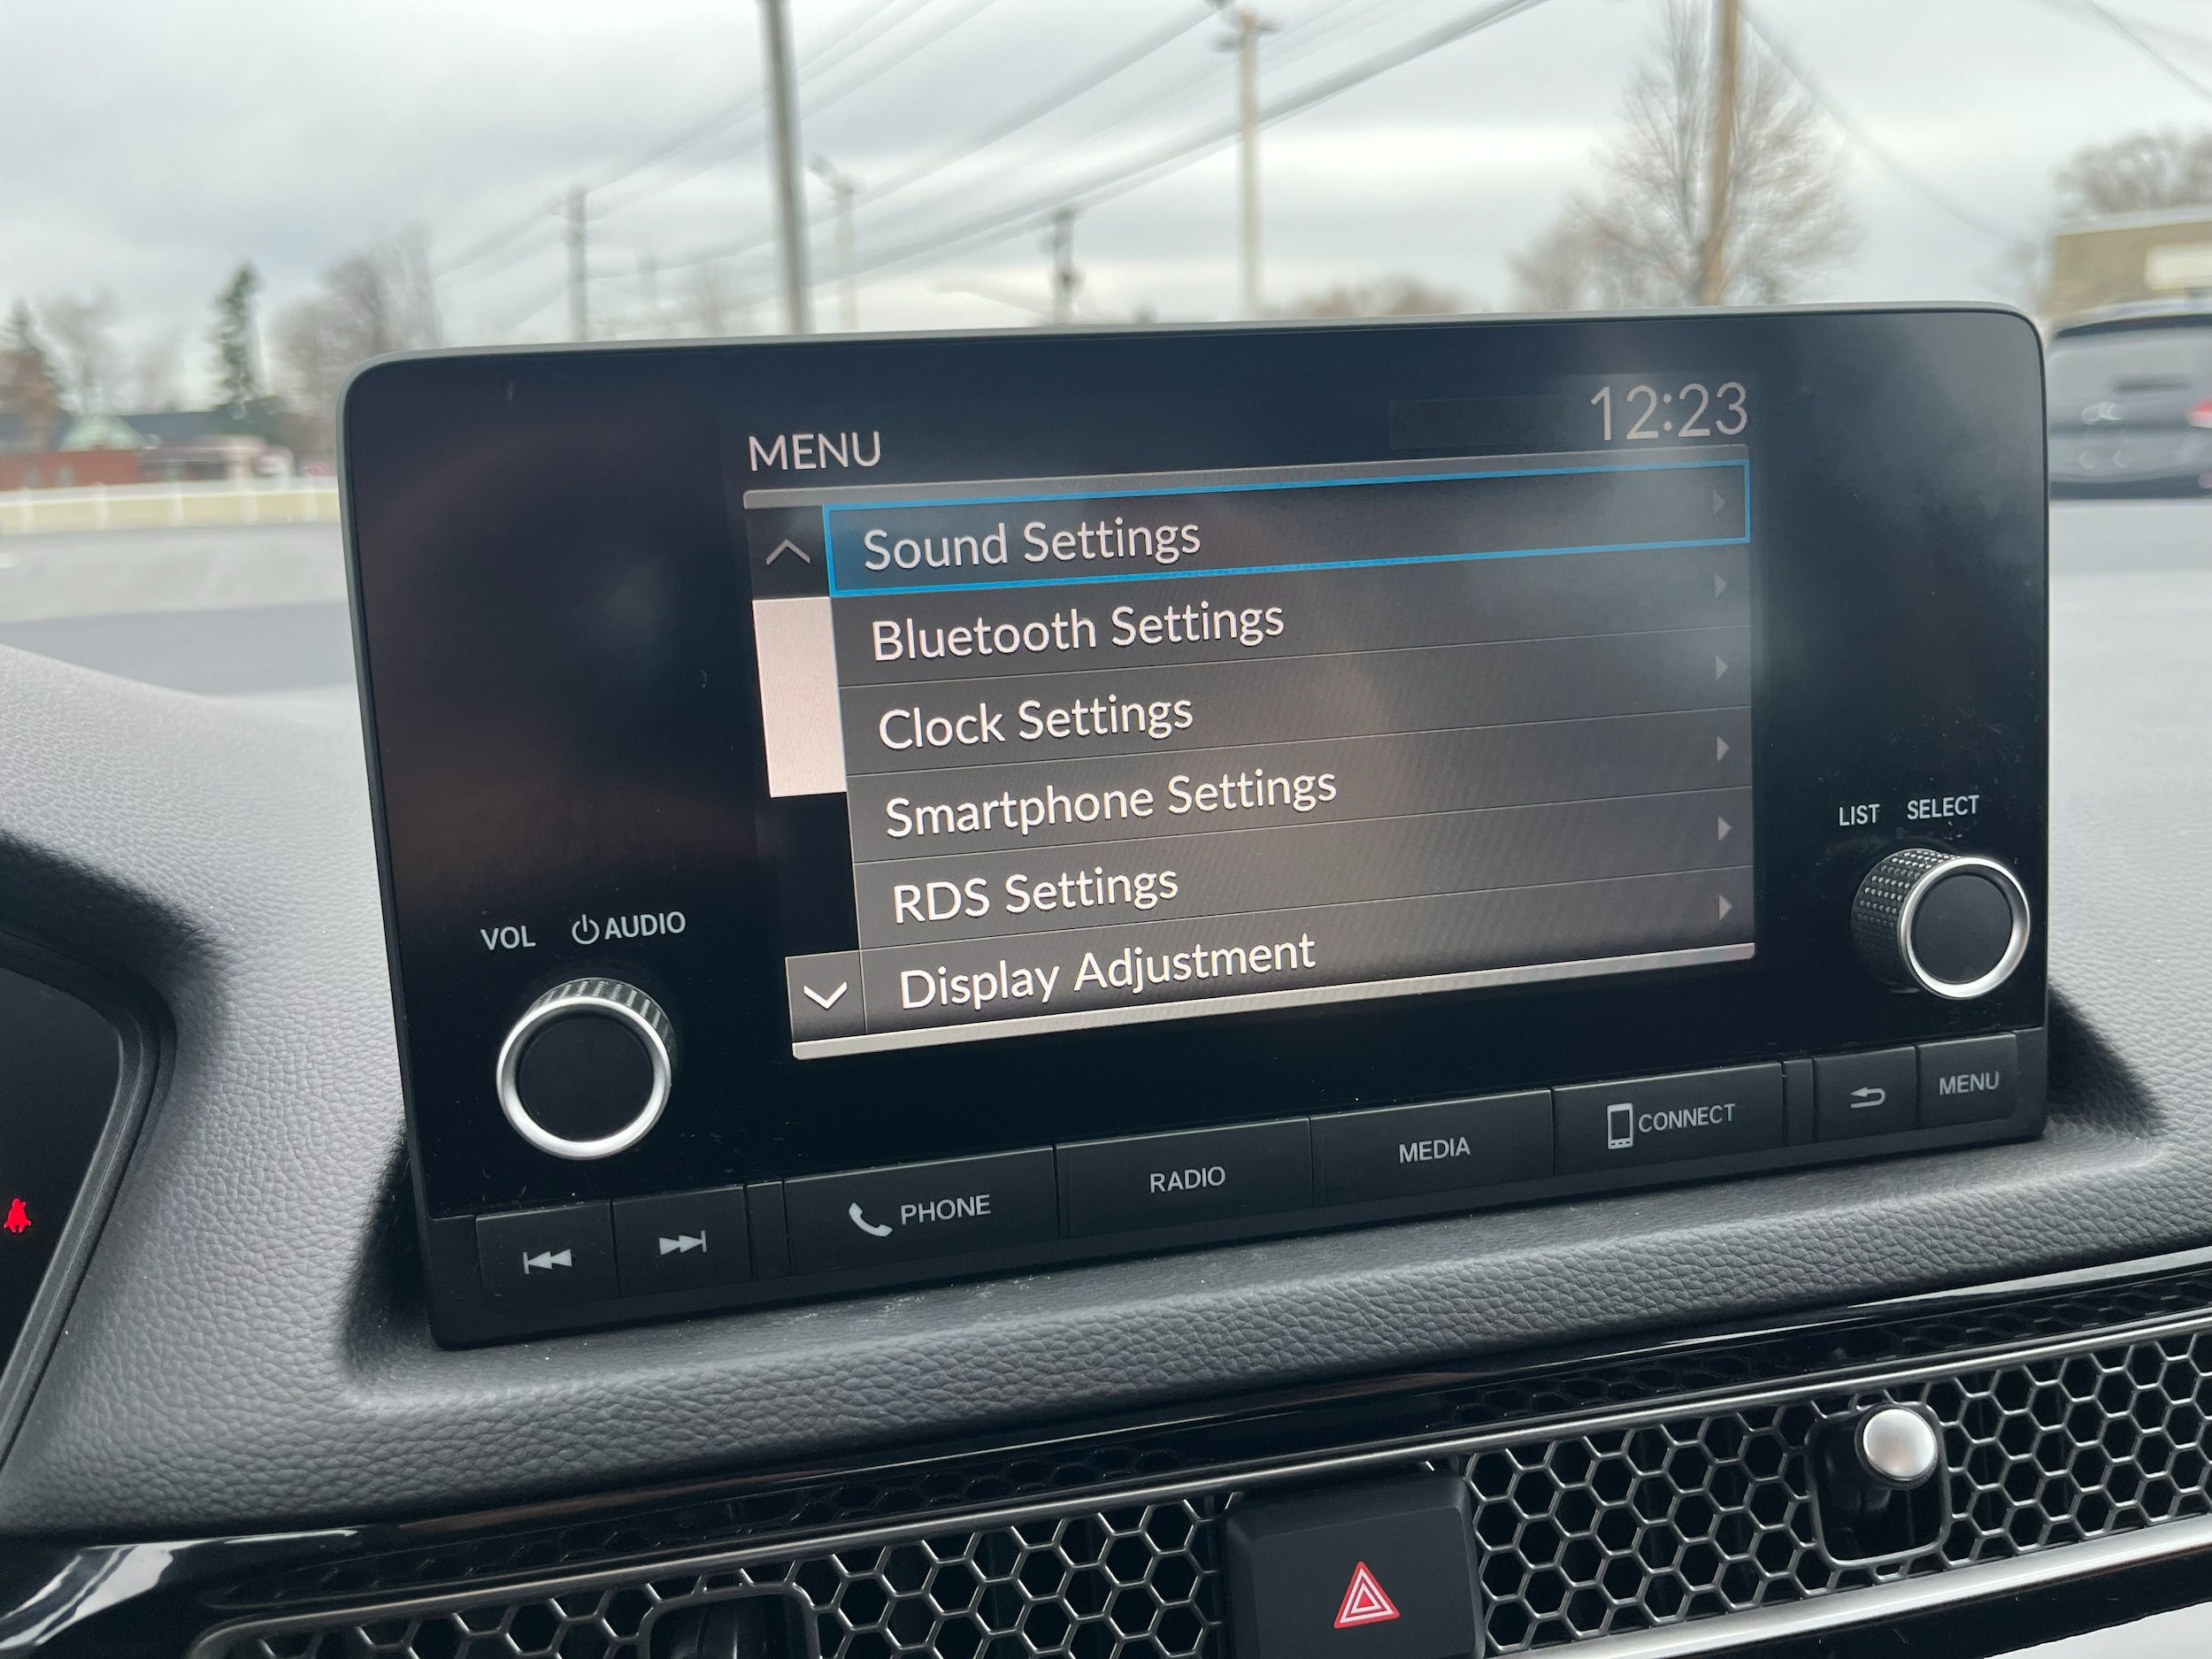 12:23
MENU
Sound Settings
Bluetooth Settings
Clock Settings
Smartphone Settings
RDS Settings
Display Adjustment
LIST SELECT
VOL AUDIO
PHONE
RADIO
MEDIA
CONNECT
MENU